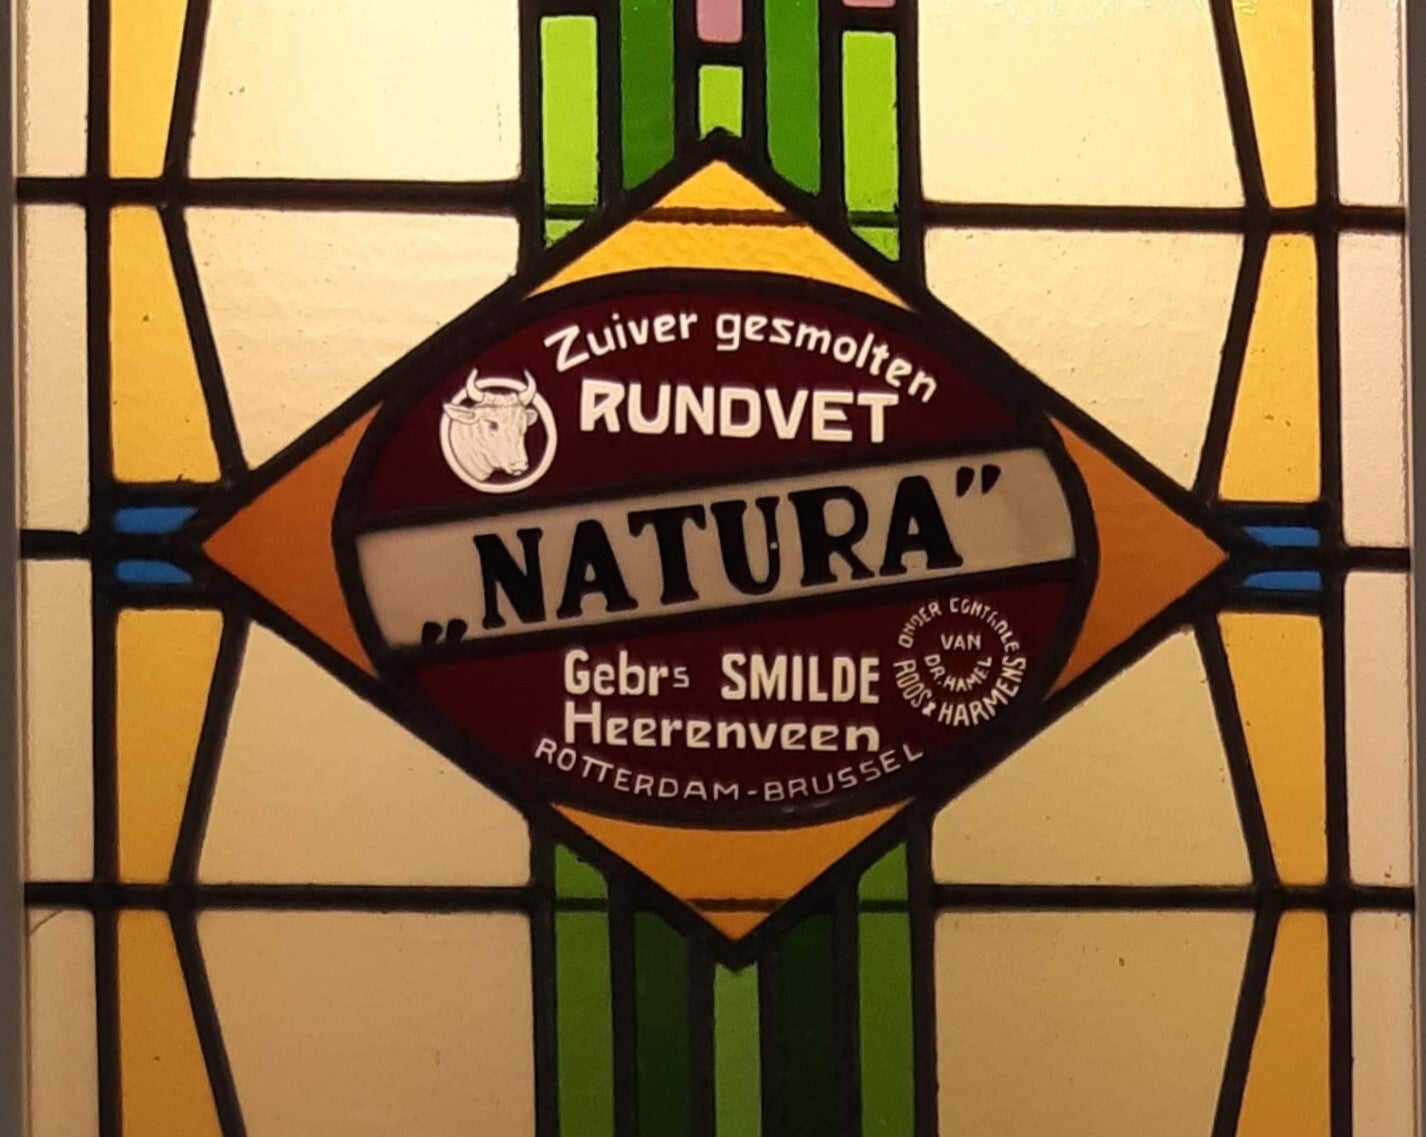 Zuiver gesmolten
RUNDVET
„NATURA”
Gebrs SMILDE
Heerenveen
ROTTERDAM-BRUSSEL
ONDER CONTROLE
VAN
DR. HAMEL
ROOS & HARMENS